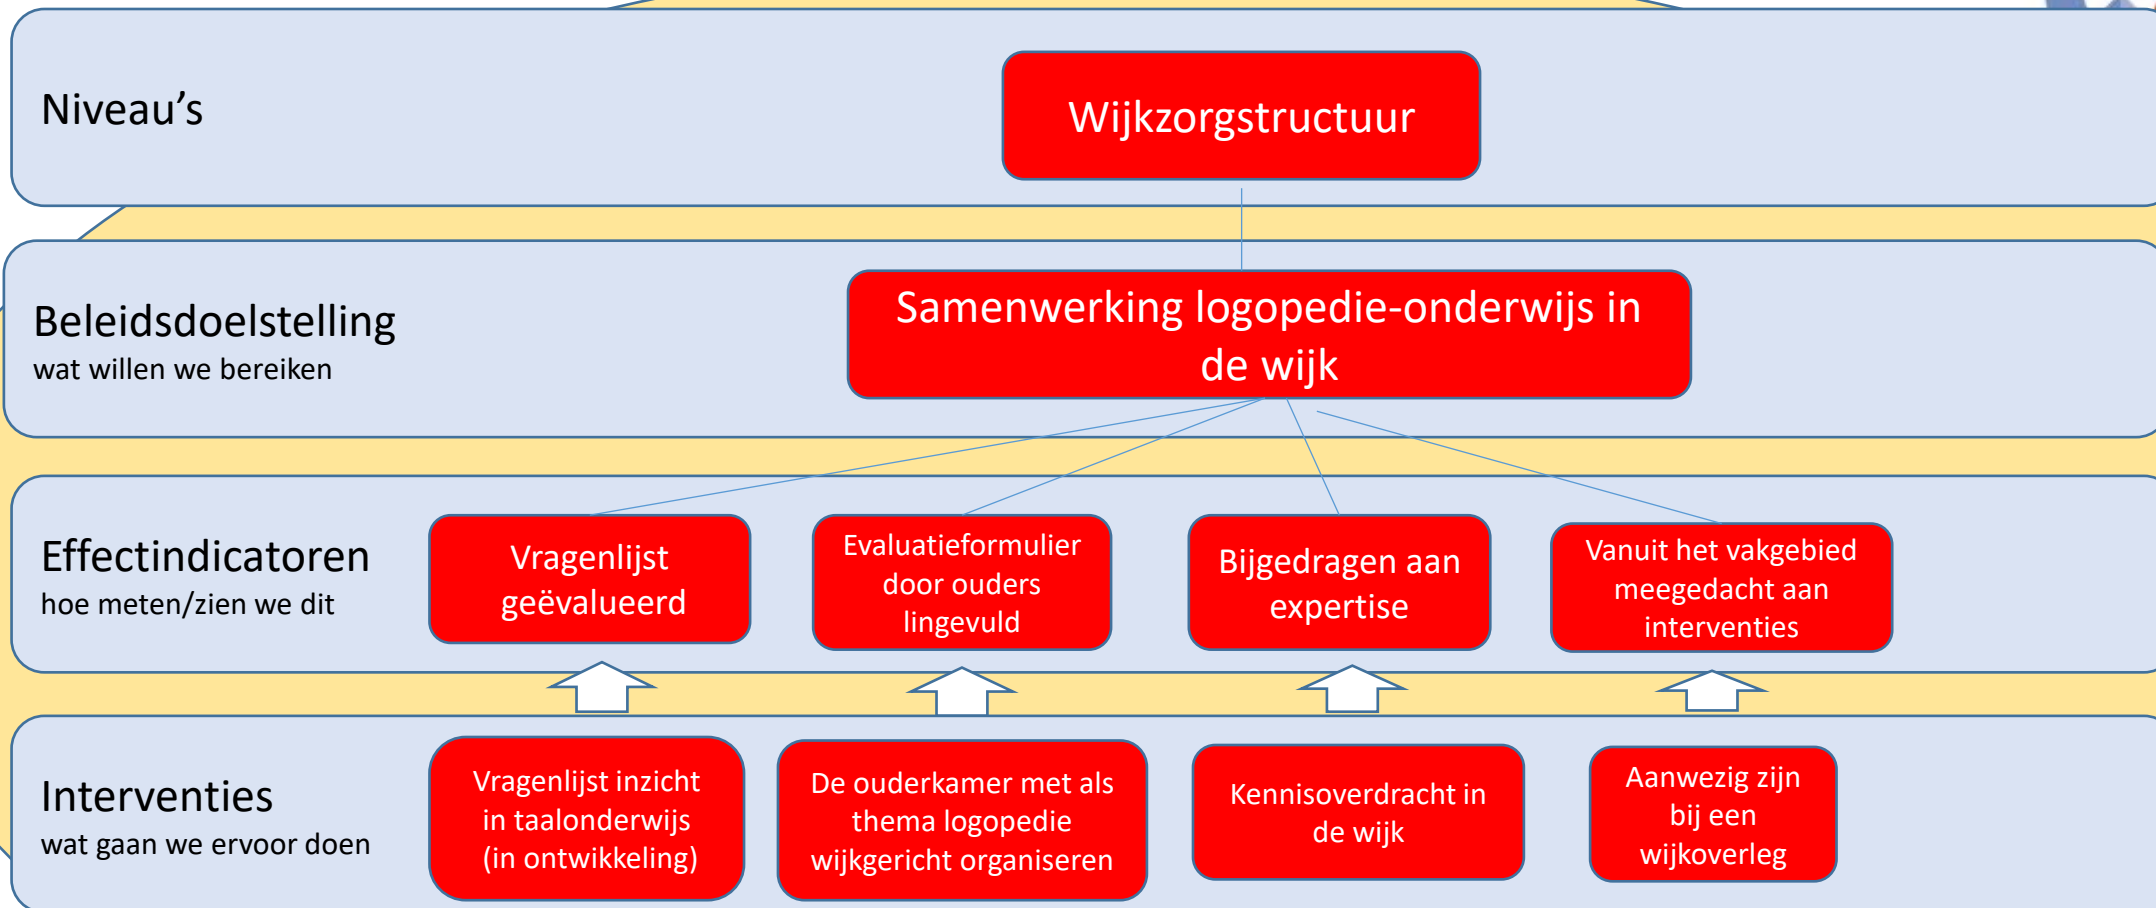 Niveau's
Wijkzorgstructuur
Beleidsdoelstelling
wat willen we bereiken
Samenwerking logopedie-onderwijs in
de wijk
Effectindicatoren
hoe meten/zien we dit
Vragenlijst
geëvalueerd
Evaluatieformulier
door ouders
lingevuld
Bijgedragen aan
expertise
Vanuit het vakgebied
meegedacht aan
interventies
Interventies
wat gaan we ervoor doen
Vragenlijst inzicht
in taalonderwijs
(in ontwikkeling)
De ouderkamer met als
thema logopedie
wijkgericht organiseren
Kennisoverdracht in
de wijk
Aanwezig zijn
bij een
wijkoverleg